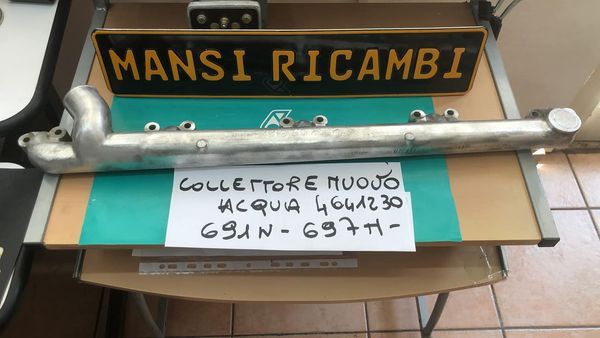 MANSI RICAMBI
COLLETTORE NUOVO
ACQUA 4641230
691N - 697H -